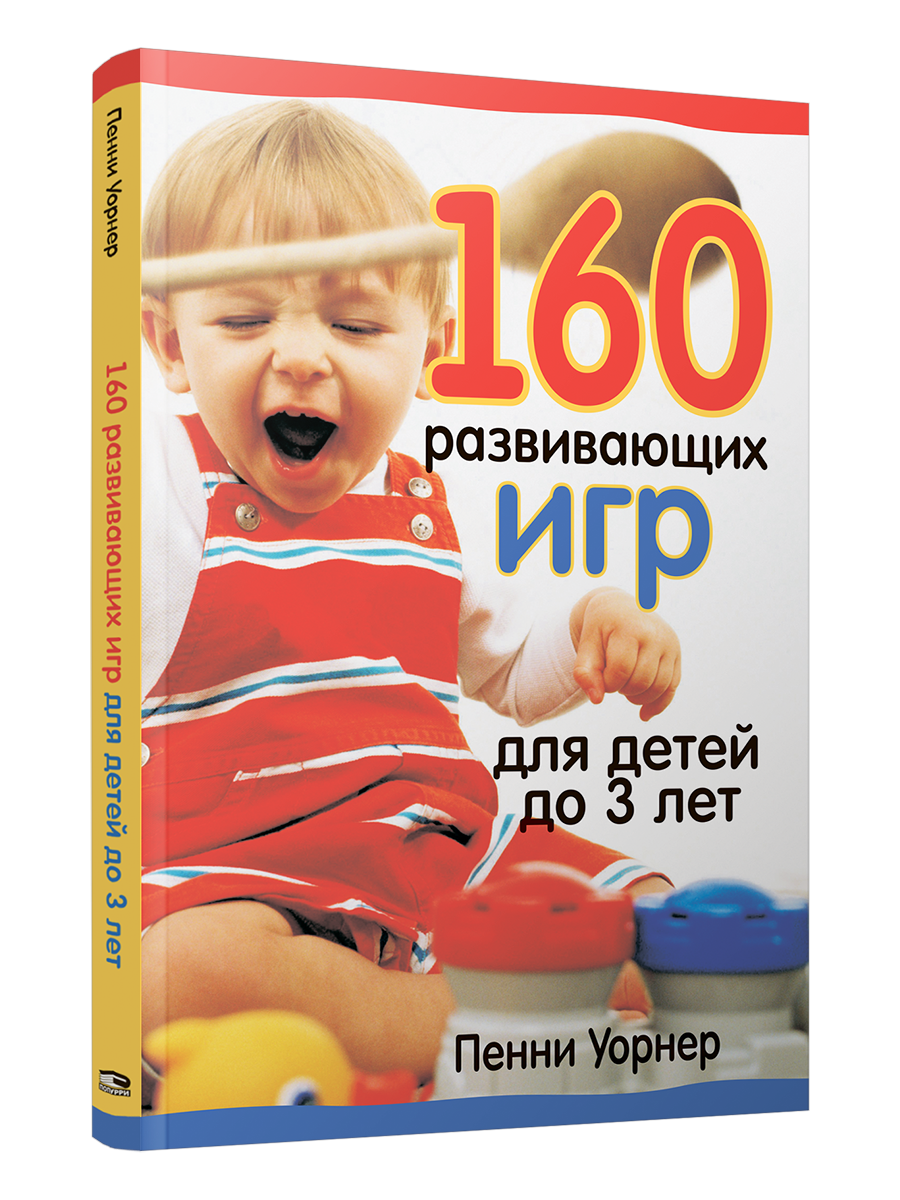 Пенни Уорнер
160 развивающих игр для детей до 3 лет
ПОПУРРИ
160
развивающих
игр
для детей
до 3 лет
Пенни Уорнер